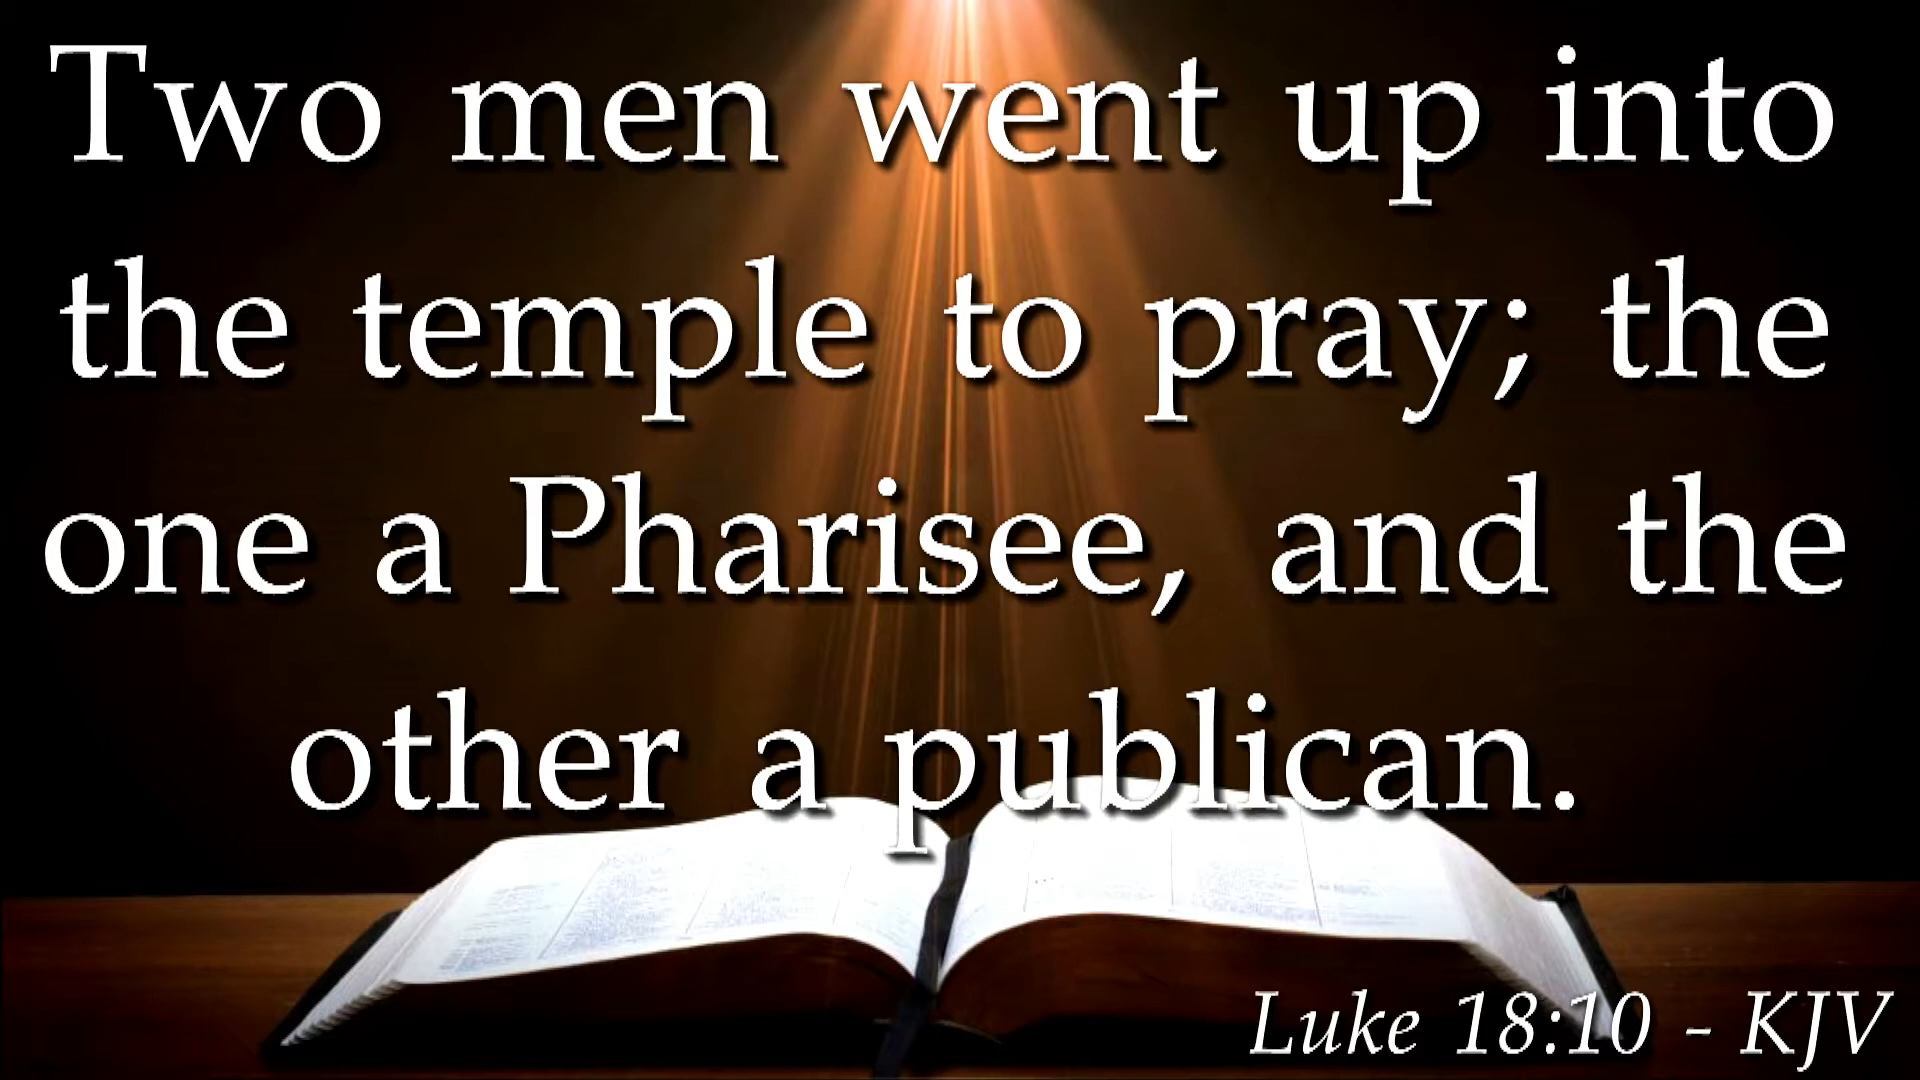 Two men went up into
the temple to pray; the
one a Pharisee, and the
other a publican.
Luke 18:10 - KJV